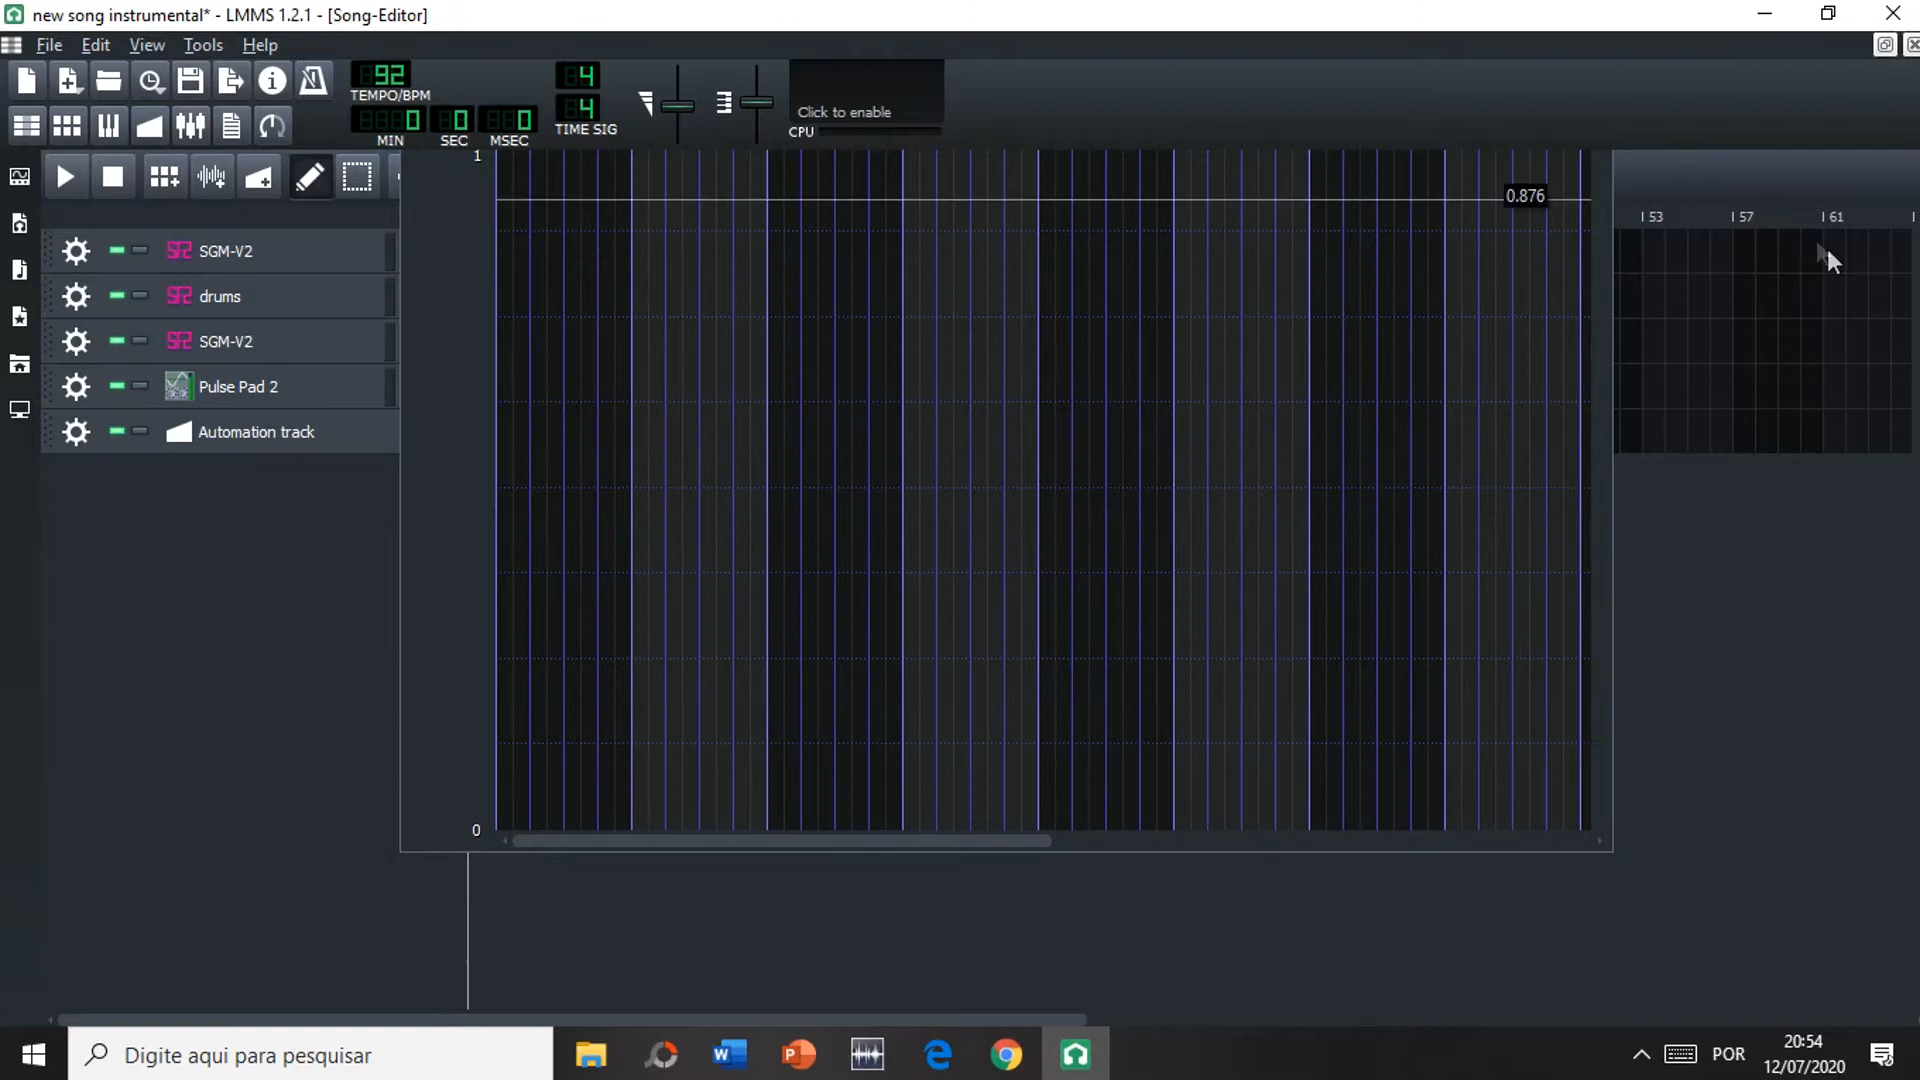 new song instrumental* - LMMS 1.2.1 - [Song-Editor]
File Edit View Tools Help
92
TEMPO/BPM
4
4
TIME SIG
0 0 0
MIN SEC MSEC
Click to enable
CPU
1
0.876
53 57 61
SGM-V2
drums
SGM-V2
Pulse Pad 2
Automation track
0
Digite aqui para pesquisar
POR
20:54
12/07/2020